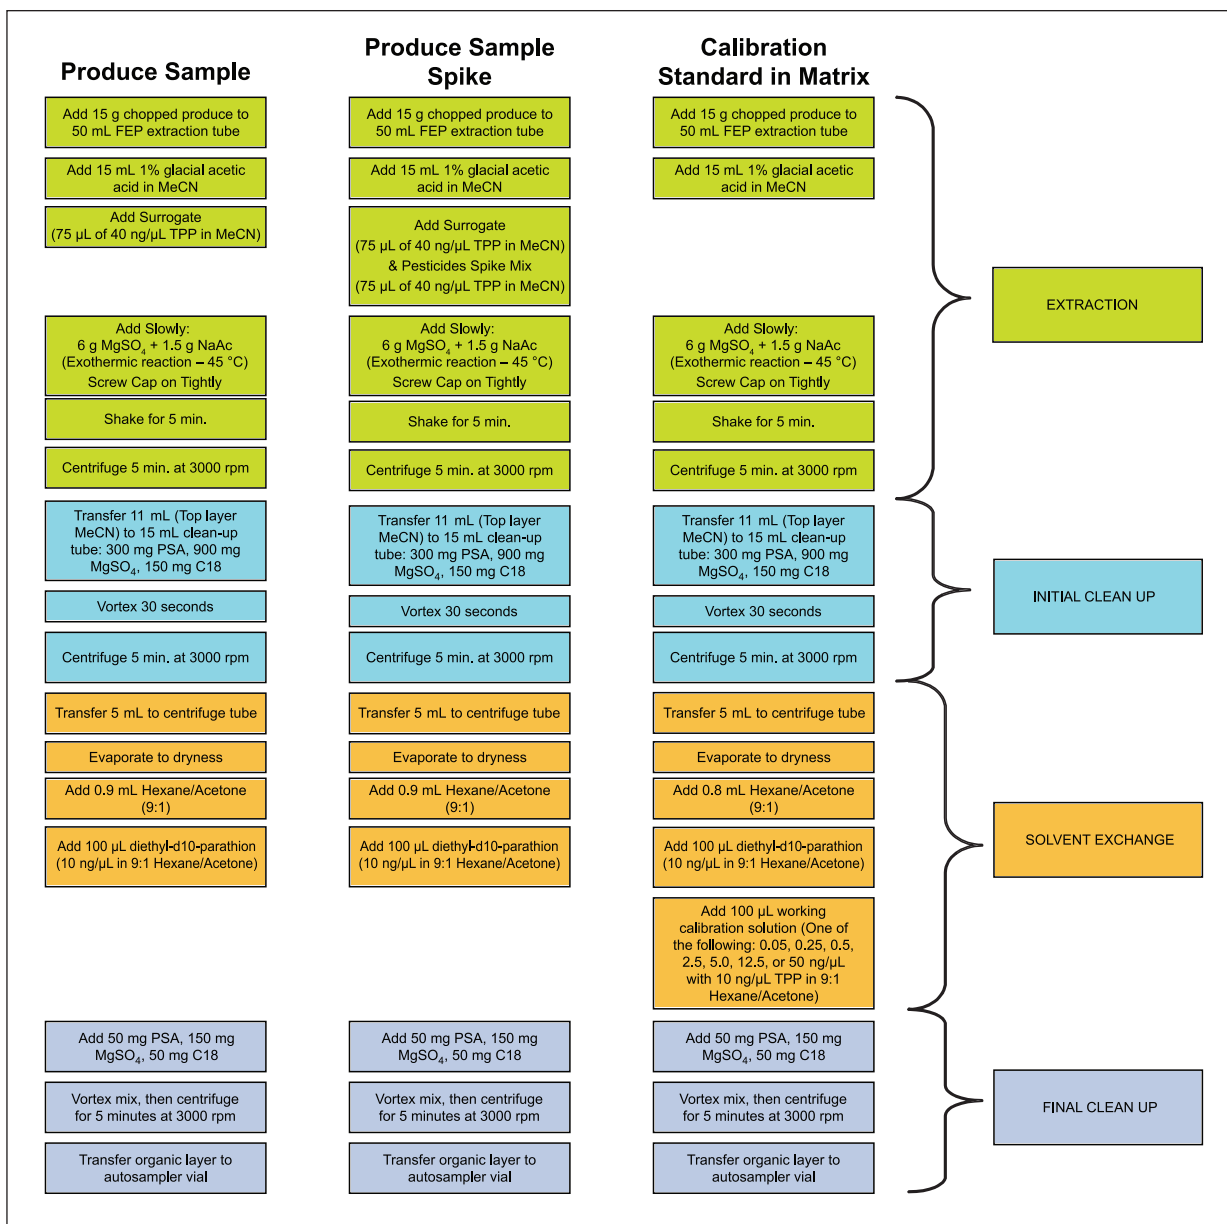 Produce Sample
Add 15 g chopped produce to
50 mL FEP extraction tube
Add 15 mL 1% glacial acetic
acid in MeCN
Add Surrogate
(75 µL of 40 ng/µL TPP in MeCN)
Add Slowly:
6 g MgSO₄ + 1.5 g NaAc
(Exothermic reaction – 45 °C)
Screw Cap on Tightly
Shake for 5 min.
Centrifuge 5 min. at 3000 rpm
Transfer 11 mL (Top layer
MeCN) to 15 mL clean-up
tube: 300 mg PSA, 900 mg
MgSO₄, 150 mg C18
Vortex 30 seconds
Centrifuge 5 min. at 3000 rpm
Transfer 5 mL to centrifuge tube
Evaporate to dryness
Add 0.9 mL Hexane/Acetone
(9:1)
Add 100 µL diethyl-d10-parathion
(10 ng/µL in 9:1 Hexane/Acetone)
Add 50 mg PSA, 150 mg
MgSO₄, 50 mg C18
Vortex mix, then centrifuge
for 5 minutes at 3000 rpm
Transfer organic layer to
autosampler vial
Produce Sample
Spike
Add 15 g chopped produce to
50 mL FEP extraction tube
Add 15 mL 1% glacial acetic
acid in MeCN
Add Surrogate
(75 µL of 40 ng/µL TPP in MeCN)
& Pesticides Spike Mix
(75 µL of 40 ng/µL TPP in MeCN)
Add Slowly:
6 g MgSO₄ + 1.5 g NaAc
(Exothermic reaction – 45 °C)
Screw Cap on Tightly
Shake for 5 min.
Centrifuge 5 min. at 3000 rpm
Transfer 11 mL (Top layer
MeCN) to 15 mL clean-up
tube: 300 mg PSA, 900 mg
MgSO₄, 150 mg C18
Vortex 30 seconds
Centrifuge 5 min. at 3000 rpm
Transfer 5 mL to centrifuge tube
Evaporate to dryness
Add 0.9 mL Hexane/Acetone
(9:1)
Add 100 µL diethyl-d10-parathion
(10 ng/µL in 9:1 Hexane/Acetone)
Add 50 mg PSA, 150 mg
MgSO₄, 50 mg C18
Vortex mix, then centrifuge
for 5 minutes at 3000 rpm
Transfer organic layer to
autosampler vial
Calibration
Standard in Matrix
Add 15 g chopped produce to
50 mL FEP extraction tube
Add 15 mL 1% glacial acetic
acid in MeCN
Add Slowly:
6 g MgSO₄ + 1.5 g NaAc
(Exothermic reaction – 45 °C)
Screw Cap on Tightly
Shake for 5 min.
Centrifuge 5 min. at 3000 rpm
Transfer 11 mL (Top layer
MeCN) to 15 mL clean-up
tube: 300 mg PSA, 900 mg
MgSO₄, 150 mg C18
Vortex 30 seconds
Centrifuge 5 min. at 3000 rpm
Transfer 5 mL to centrifuge tube
Evaporate to dryness
Add 0.8 mL Hexane/Acetone
(9:1)
Add 100 µL diethyl-d10-parathion
(10 ng/µL in 9:1 Hexane/Acetone)
Add 100 µL working
calibration solution (One of
the following: 0.05, 0.25, 0.5,
2.5, 5.0, 12.5, or 50 ng/µL
with 10 ng/µL TPP in 9:1
Hexane/Acetone)
Add 50 mg PSA, 150 mg
MgSO₄, 50 mg C18
Vortex mix, then centrifuge
for 5 minutes at 3000 rpm
Transfer organic layer to
autosampler vial
EXTRACTION
INITIAL CLEAN UP
SOLVENT EXCHANGE
FINAL CLEAN UP